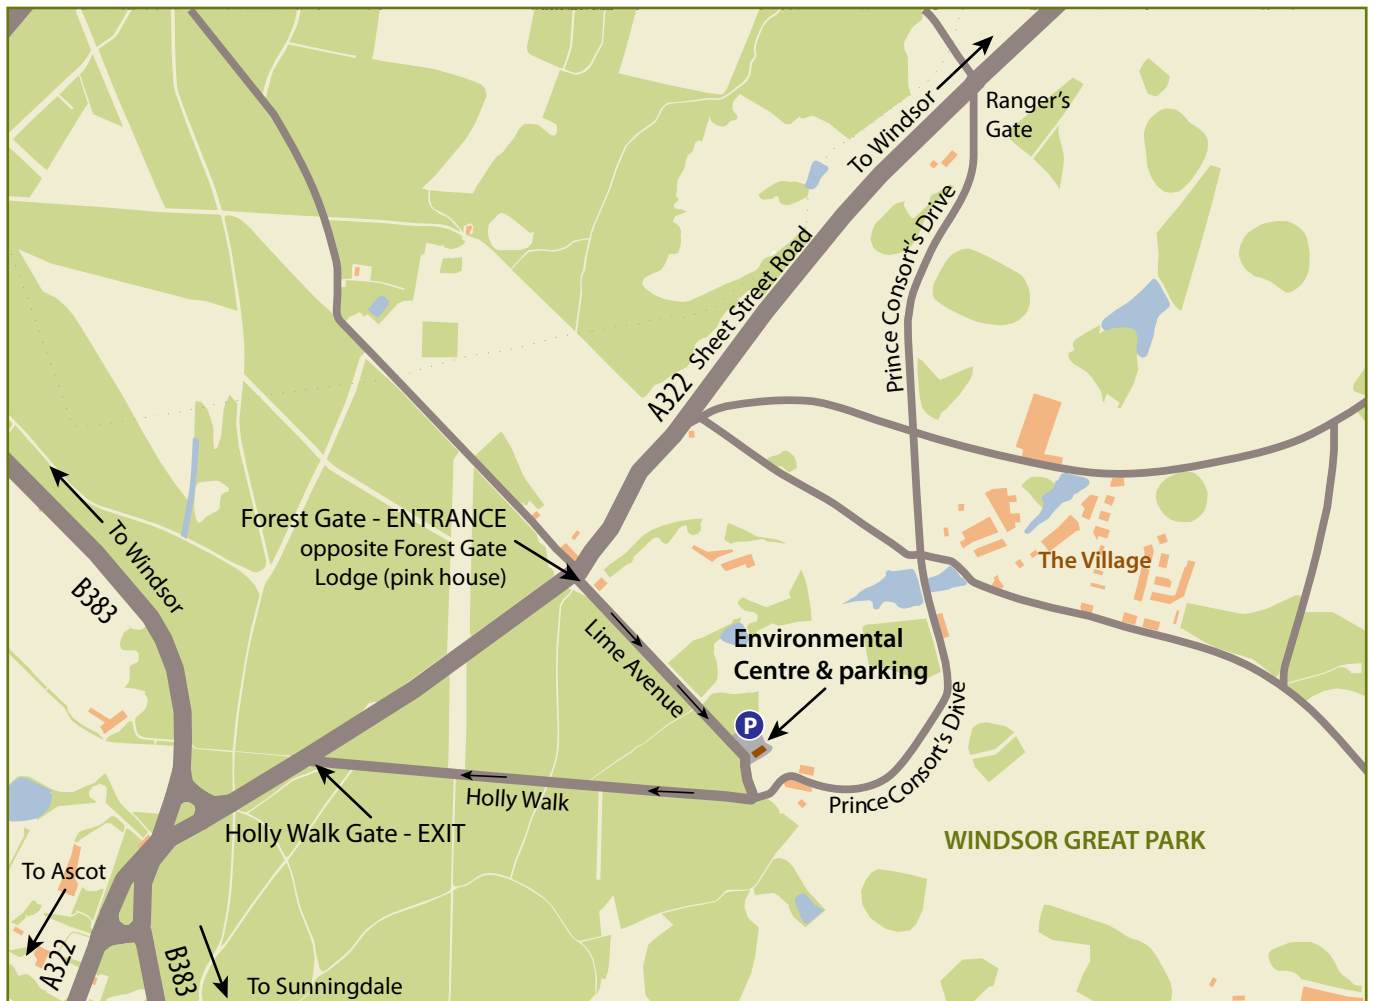 To Windsor
Ranger's
Gate
Prince Consort's Drive
A322 Sheet Street Road
To Windsor
B383
Forest Gate - ENTRANCE
opposite Forest Gate
Lodge (pink house)
The Village
Lime Avenue
Environmental
Centre & parking
P
Prince Consort's Drive
Holly Walk
Holly Walk Gate - EXIT
WINDSOR GREAT PARK
To Ascot
A322
B383
To Sunningdale